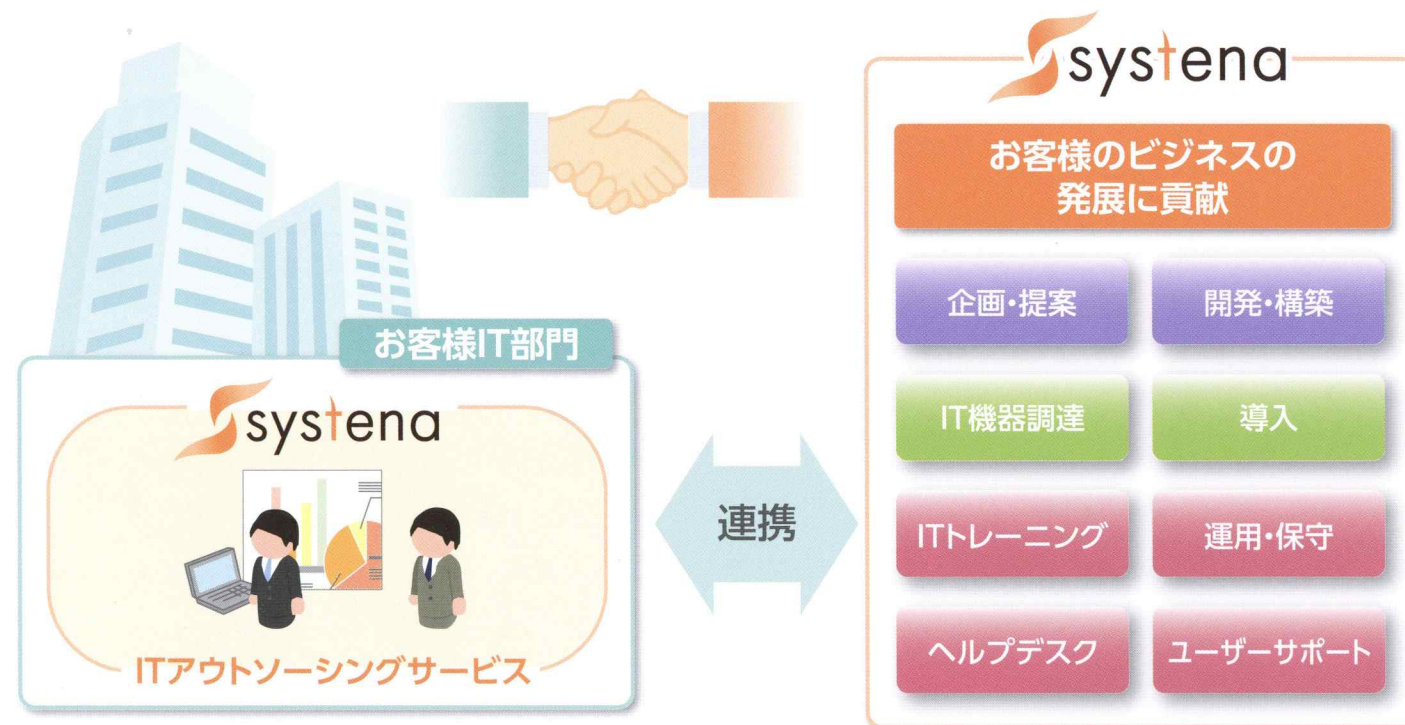 お客様IT部門
systena
ITアウトソーシングサービス
連携
systena
お客様のビジネスの
発展に貢献
企画・提案
開発・構築
IT機器調達
導入
ITトレーニング
運用・保守
ヘルプデスク
ユーザーサポート